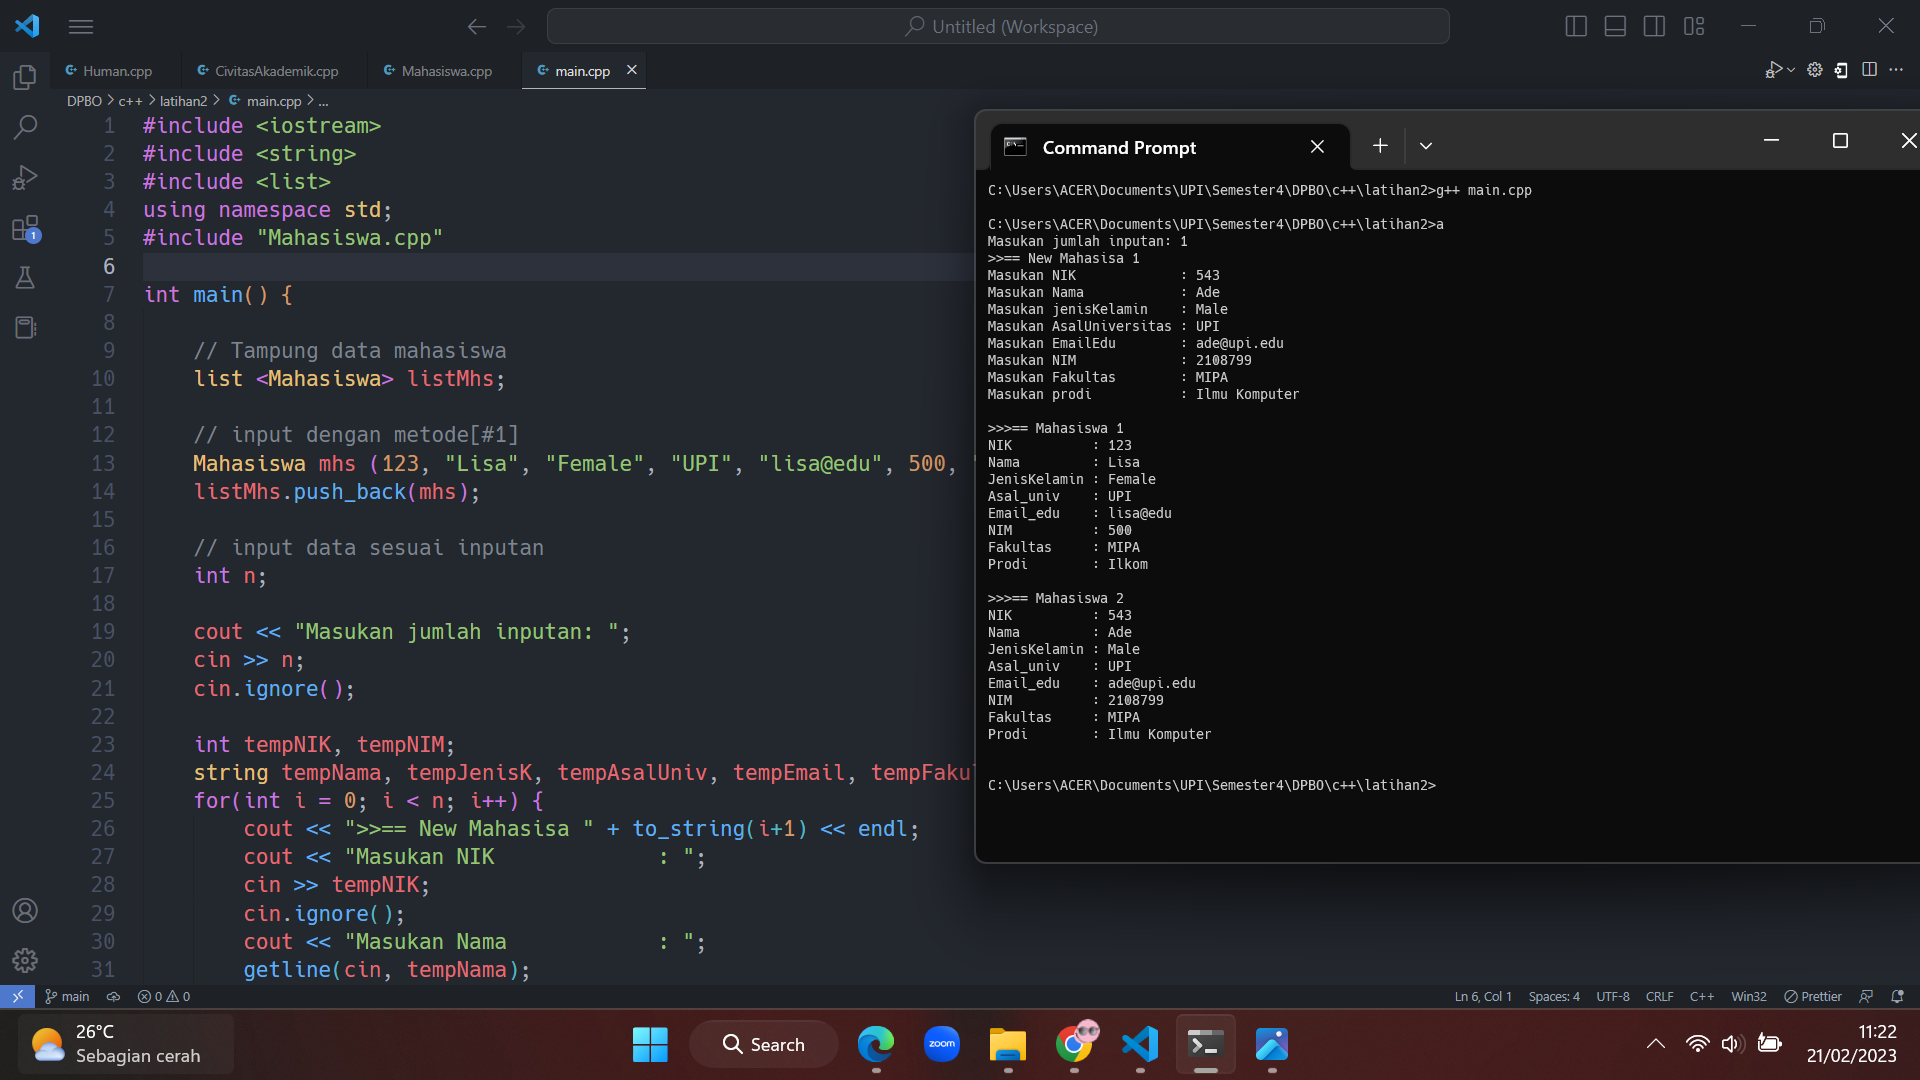 Untitled (Workspace)
Human.cpp
CivitasAkademik.cpp
Mahasiswa.cpp
main.cpp
DPBO > c++ > latihan2 > main.cpp > ...
1 #include <iostream>
2 #include <string>
3 #include <list>
4 using namespace std;
5 #include "Mahasiswa.cpp"
6
7 int main() {
8
9 // Tampung data mahasiswa
10 list <Mahasiswa> listMhs;
11
12 // input dengan metode[#1]
13 Mahasiswa mhs (123, "Lisa", "Female", "UPI", "lisa@edu", 500, "
14 listMhs.push_back(mhs);
15
16 // input data sesuai inputan
17 int n;
18
19 cout << "Masukan jumlah inputan: ";
20 cin >> n;
21 cin.ignore();
22
23 int tempNIK, tempNIM;
24 string tempNama, tempJenisK, tempAsalUniv, tempEmail, tempFaku
25 for(int i = 0; i < n; i++) {
26 cout << ">>== New Mahasisa " + to_string(i+1) << endl;
27 cout << "Masukan NIK             : ";
28 cin >> tempNIK;
29 cin.ignore();
30 cout << "Masukan Nama            : ";
31 getline(cin, tempNama);
Command Prompt
C:\Users\ACER\Documents\UPI\Semester4\DPBO\c++\latihan2>g++ main.cpp
C:\Users\ACER\Documents\UPI\Semester4\DPBO\c++\latihan2>a
Masukan jumlah inputan: 1
>>== New Mahasisa 1
Masukan NIK             : 543
Masukan Nama            : Ade
Masukan jenisKelamin    : Male
Masukan AsalUniversitas : UPI
Masukan EmailEdu        : ade@upi.edu
Masukan NIM             : 2108799
Masukan Fakultas        : MIPA
Masukan prodi           : Ilmu Komputer
>>>== Mahasiswa 1
NIK          : 123
Nama         : Lisa
JenisKelamin : Female
Asal_univ    : UPI
Email_edu    : lisa@edu
NIM          : 500
Fakultas     : MIPA
Prodi        : Ilkom
>>>== Mahasiswa 2
NIK          : 543
Nama         : Ade
JenisKelamin : Male
Asal_univ    : UPI
Email_edu    : ade@upi.edu
NIM          : 2108799
Fakultas     : MIPA
Prodi        : Ilmu Komputer
C:\Users\ACER\Documents\UPI\Semester4\DPBO\c++\latihan2>
main 0 0 Ln 6, Col 1 Spaces: 4 UTF-8 CRLF C++ Win32 Prettier
26°C
Sebagian cerah
Search
zoom
11:22
21/02/2023